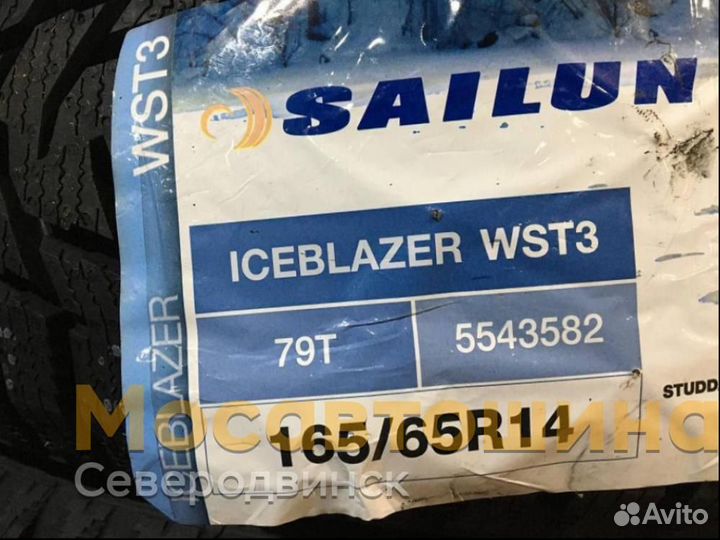 WST3
SAILUN
ICEBLAZER WST3
79T
5543582
ICEBLAZER
STUDD
165/65R14
Мосавтошина
Северодвинск
Avito